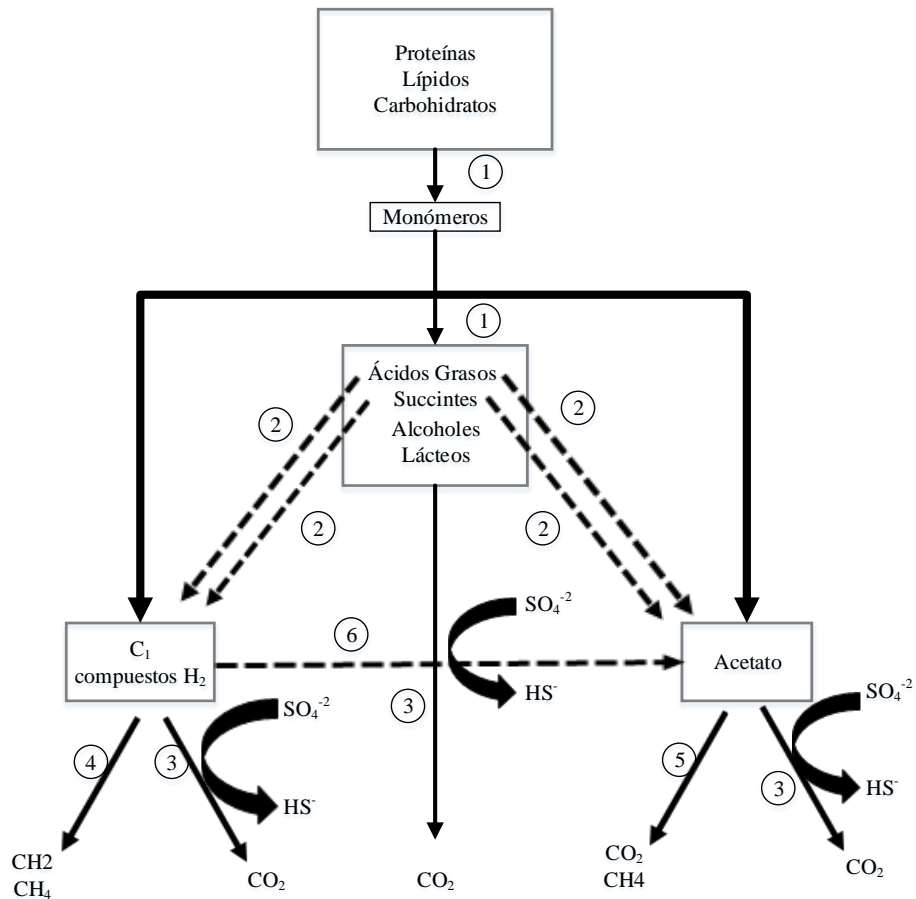 Proteínas
Lípidos
Carbohidratos
1
Monómeros
1
Ácidos Grasos
Succintes
Alcoholes
Lácteos
2
2
2
2
SO₄⁻²
HS⁻
C₁
compuestos H₂
6
Acetato
SO₄⁻²
HS⁻
SO₄⁻²
HS⁻
4
3
3
5
3
CH2
CH₄
CO₂
CO₂
CO₂
CH4
CO₂